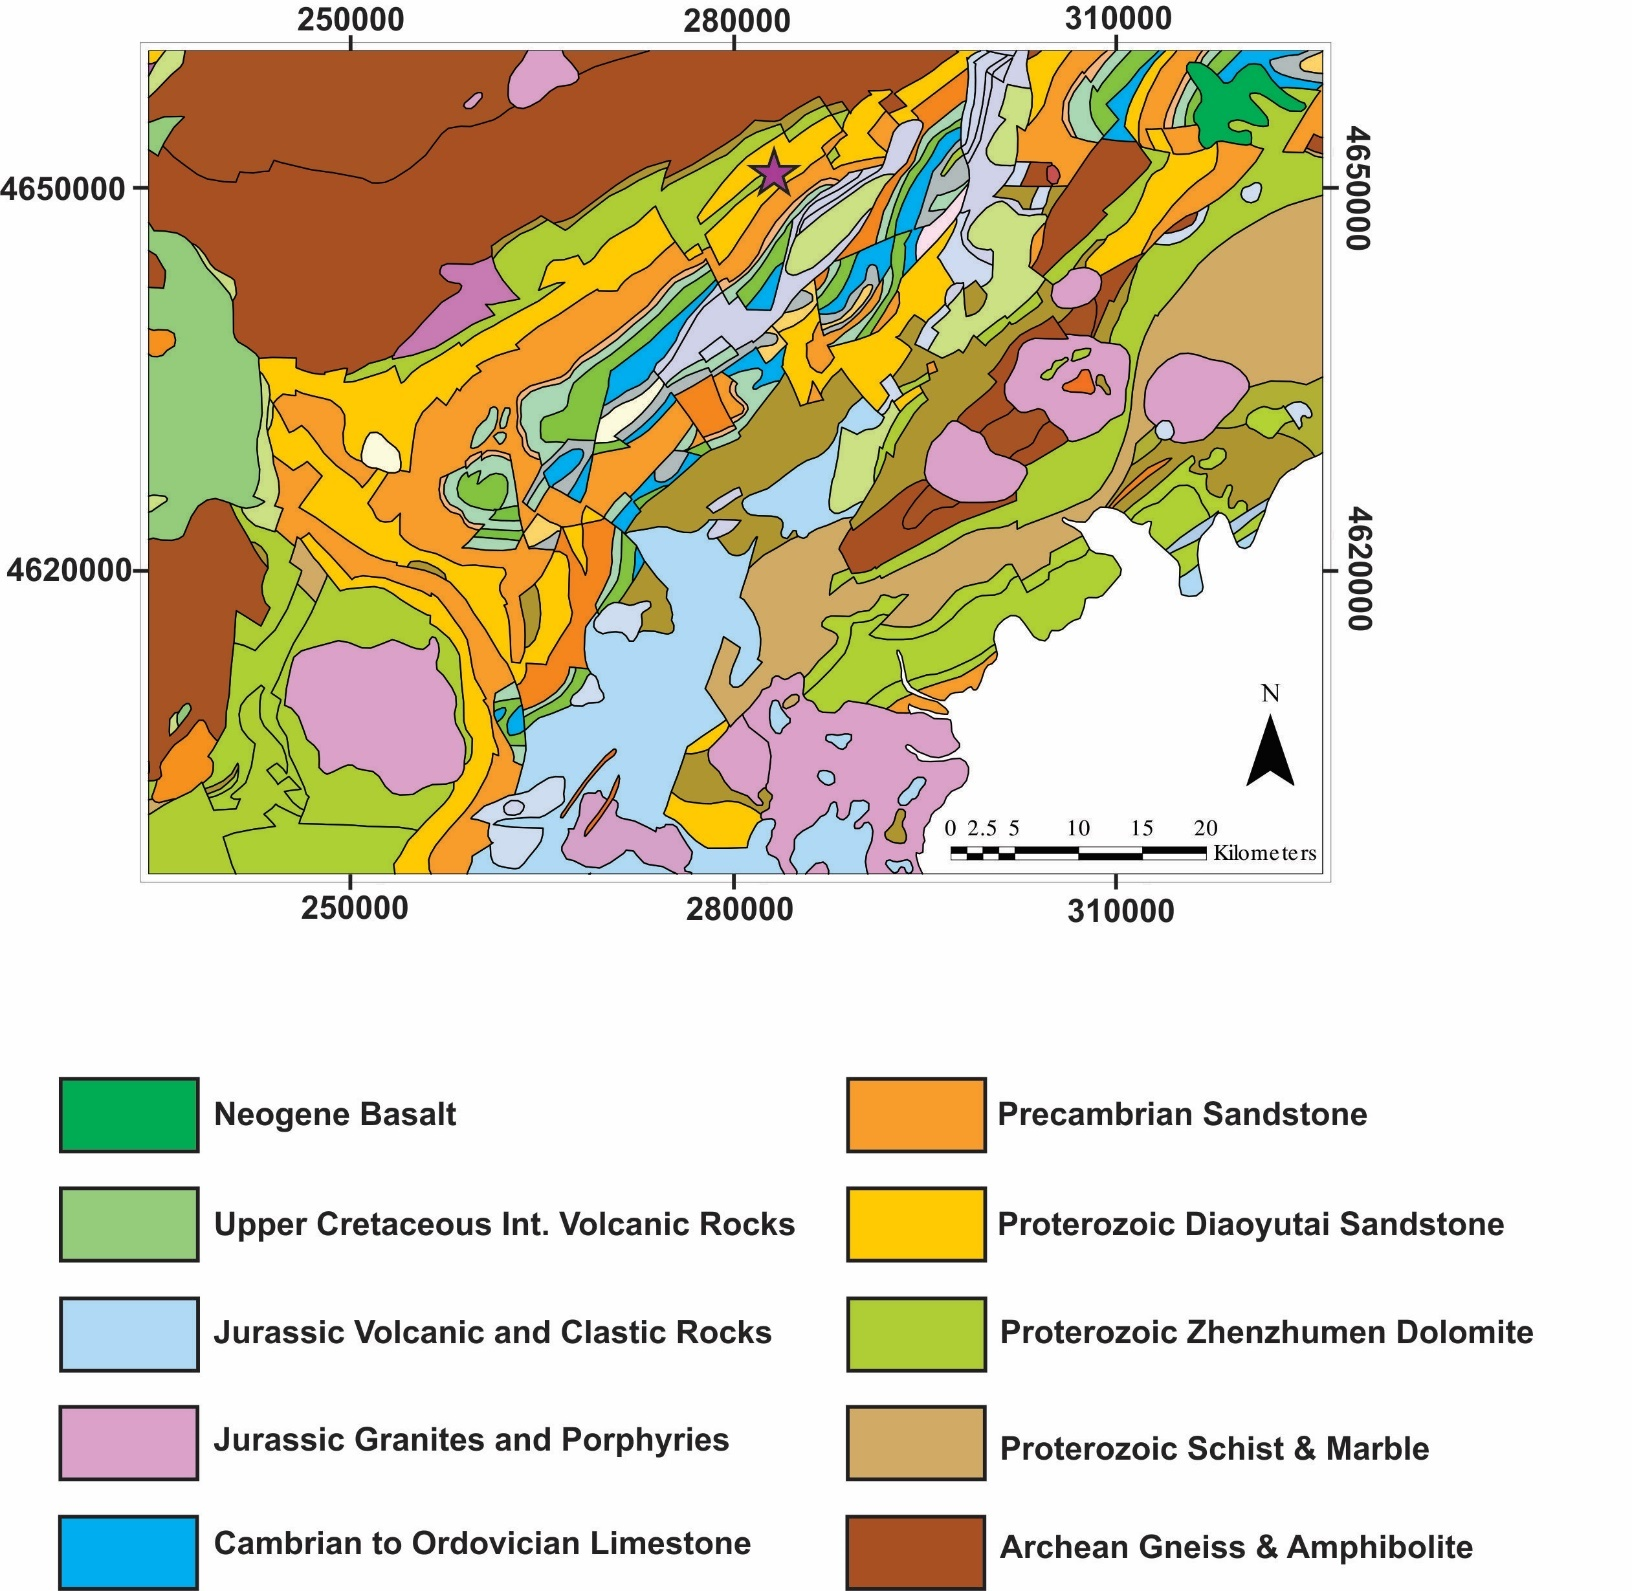 250000 280000 310000
4650000 4650000
4620000 4620000
N
0 2.5 5 10 15 20
Kilometers
250000 280000 310000
Neogene Basalt
Upper Cretaceous Int. Volcanic Rocks
Jurassic Volcanic and Clastic Rocks
Jurassic Granites and Porphyries
Cambrian to Ordovician Limestone
Precambrian Sandstone
Proterozoic Diaoyutai Sandstone
Proterozoic Zhenzhumen Dolomite
Proterozoic Schist & Marble
Archean Gneiss & Amphibolite